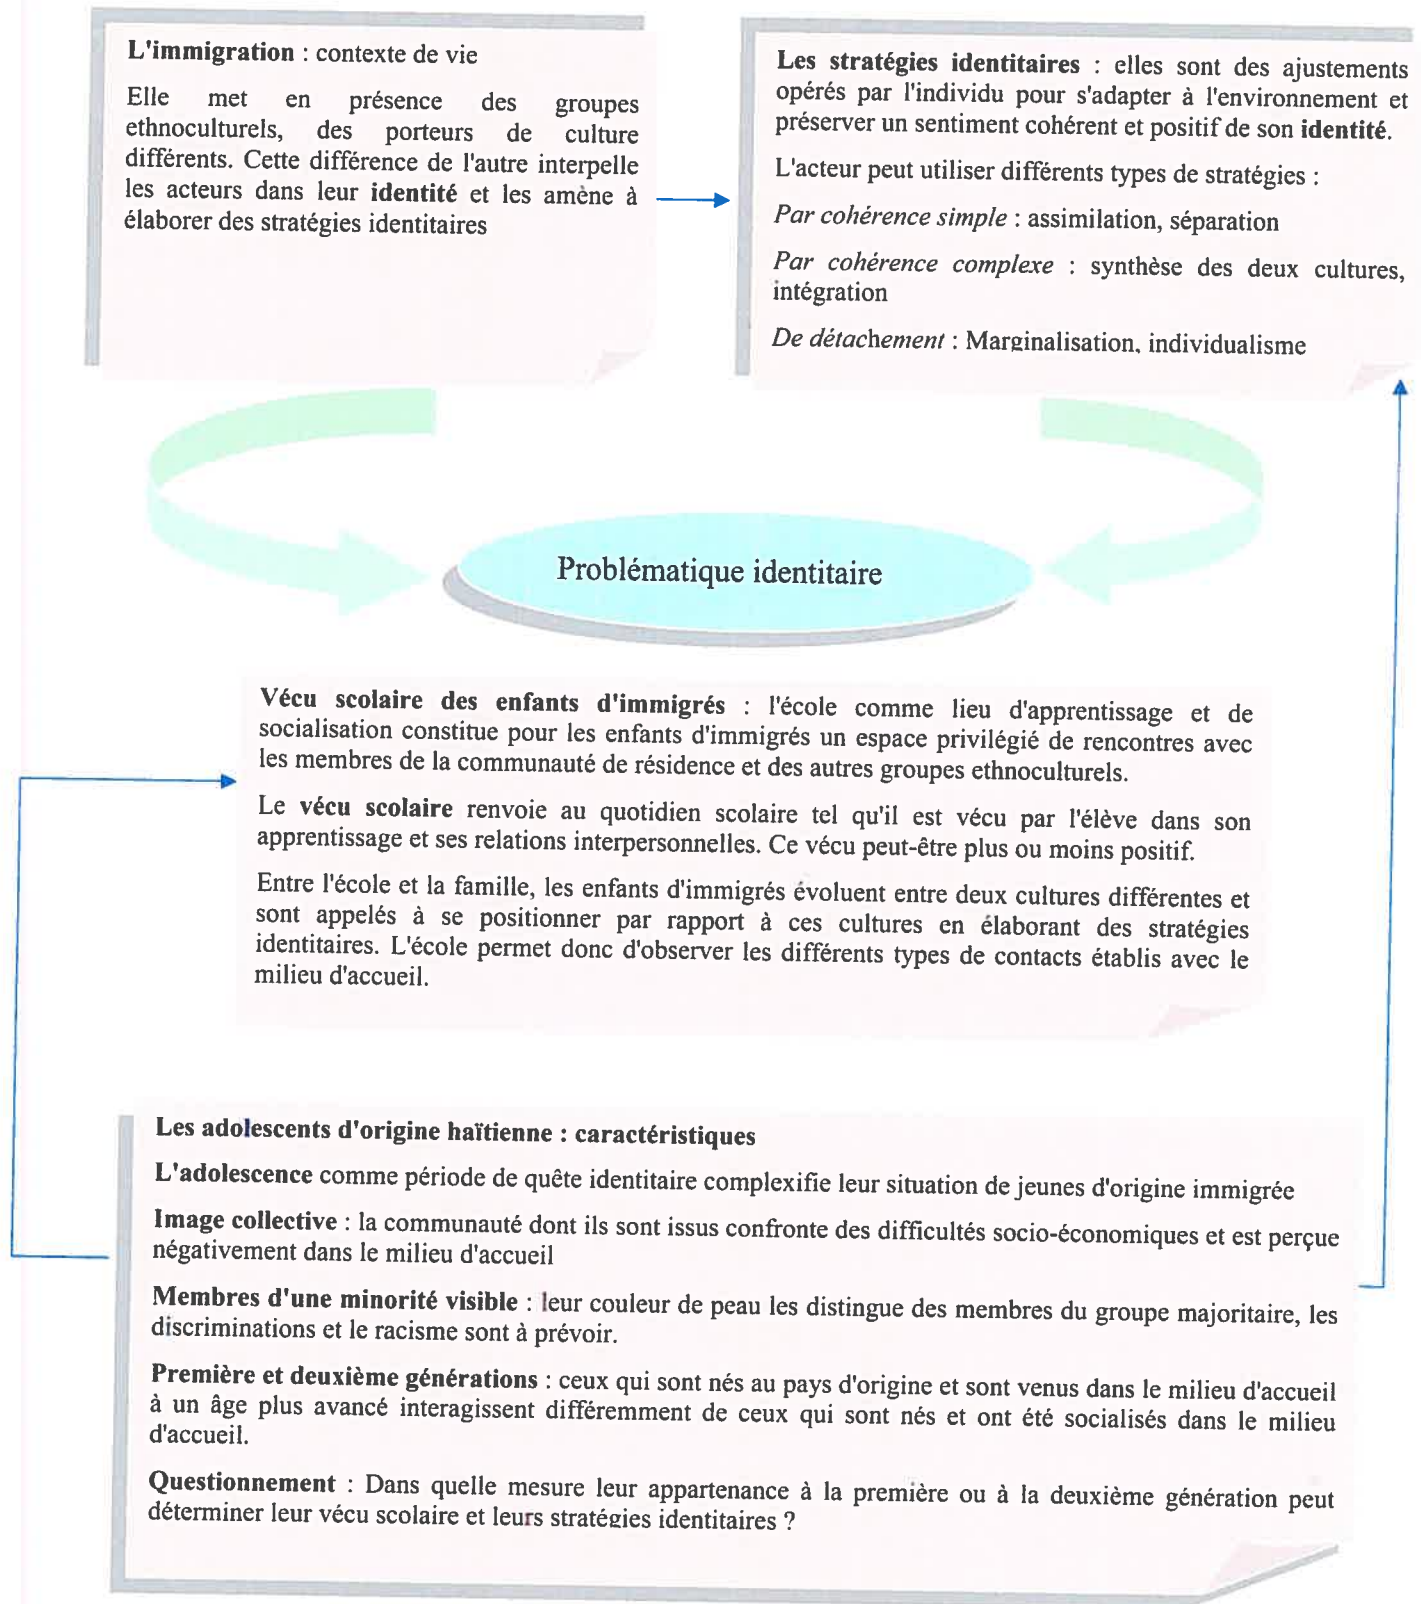 L'immigration : contexte de vie
Elle met en présence des groupes
ethnoculturels, des porteurs de culture
différents. Cette différence de l'autre interpelle
les acteurs dans leur identité et les amène à
élaborer des stratégies identitaires
Les stratégies identitaires : elles sont des ajustements
opérés par l'individu pour s'adapter à l'environnement et
préserver un sentiment cohérent et positif de son identité.
L'acteur peut utiliser différents types de stratégies :
Par cohérence simple : assimilation, séparation
Par cohérence complexe : synthèse des deux cultures,
intégration
De détachement : Marginalisation, individualisme
Problématique identitaire
Vécu scolaire des enfants d'immigrés : l'école comme lieu d'apprentissage et de
socialisation constitue pour les enfants d'immigrés un espace privilégié de rencontres avec
les membres de la communauté de résidence et des autres groupes ethnoculturels.
Le vécu scolaire renvoie au quotidien scolaire tel qu'il est vécu par l'élève dans son
apprentissage et ses relations interpersonnelles. Ce vécu peut-être plus ou moins positif.
Entre l'école et la famille, les enfants d'immigrés évoluent entre deux cultures différentes et
sont appelés à se positionner par rapport à ces cultures en élaborant des stratégies
identitaires. L'école permet donc d'observer les différents types de contacts établis avec le
milieu d'accueil.
Les adolescents d'origine haïtienne : caractéristiques
L'adolescence comme période de quête identitaire complexifie leur situation de jeunes d'origine immigrée
Image collective : la communauté dont ils sont issus confronte des difficultés socio-économiques et est perçue
négativement dans le milieu d'accueil
Membres d'une minorité visible : leur couleur de peau les distingue des membres du groupe majoritaire, les
discriminations et le racisme sont à prévoir.
Première et deuxième générations : ceux qui sont nés au pays d'origine et sont venus dans le milieu d'accueil
à un âge plus avancé interagissent différemment de ceux qui sont nés et ont été socialisés dans le milieu
d'accueil.
Questionnement : Dans quelle mesure leur appartenance à la première ou à la deuxième génération peut
déterminer leur vécu scolaire et leurs stratégies identitaires ?